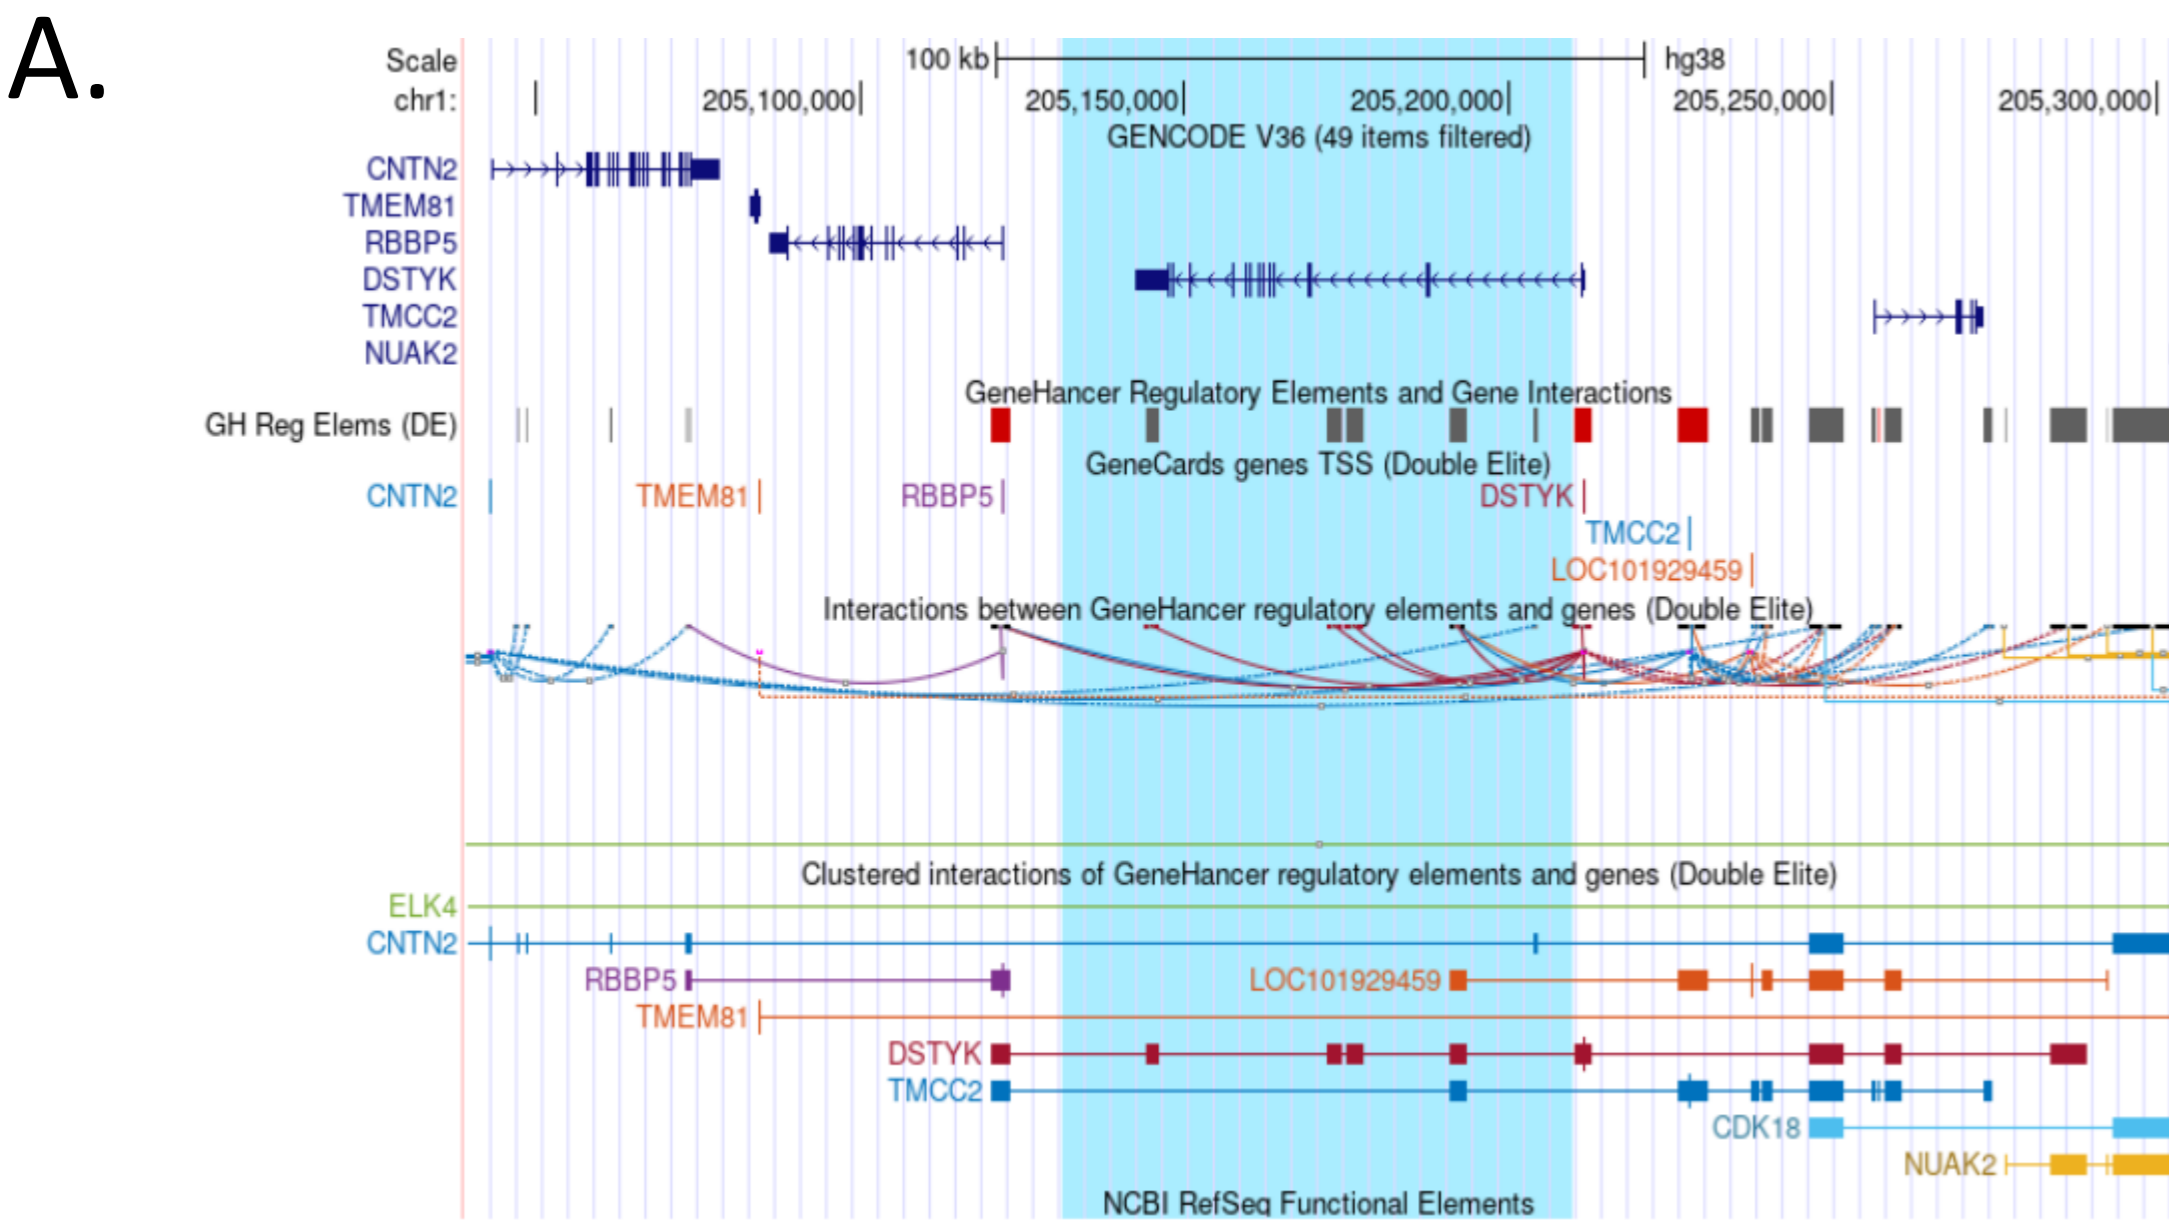 A.
Scale 100 kb hg38
chr1: 205,100,000 205,150,000 205,200,000 205,250,000 205,300,000
GENCODE V36 (49 items filtered)
CNTN2
TMEM81
RBBP5
DSTYK
TMCC2
NUAK2
GeneHancer Regulatory Elements and Gene Interactions
GH Reg Elems (DE)
GeneCards genes TSS (Double Elite)
CNTN2 TMEM81 RBBP5 DSTYK
TMCC2
LOC101929459
Interactions between GeneHancer regulatory elements and genes (Double Elite)
Clustered interactions of GeneHancer regulatory elements and genes (Double Elite)
ELK4
CNTN2
RBBP5 LOC101929459
TMEM81
DSTYK
TMCC2
CDK18
NUAK2
NCBI RefSeq Functional Elements